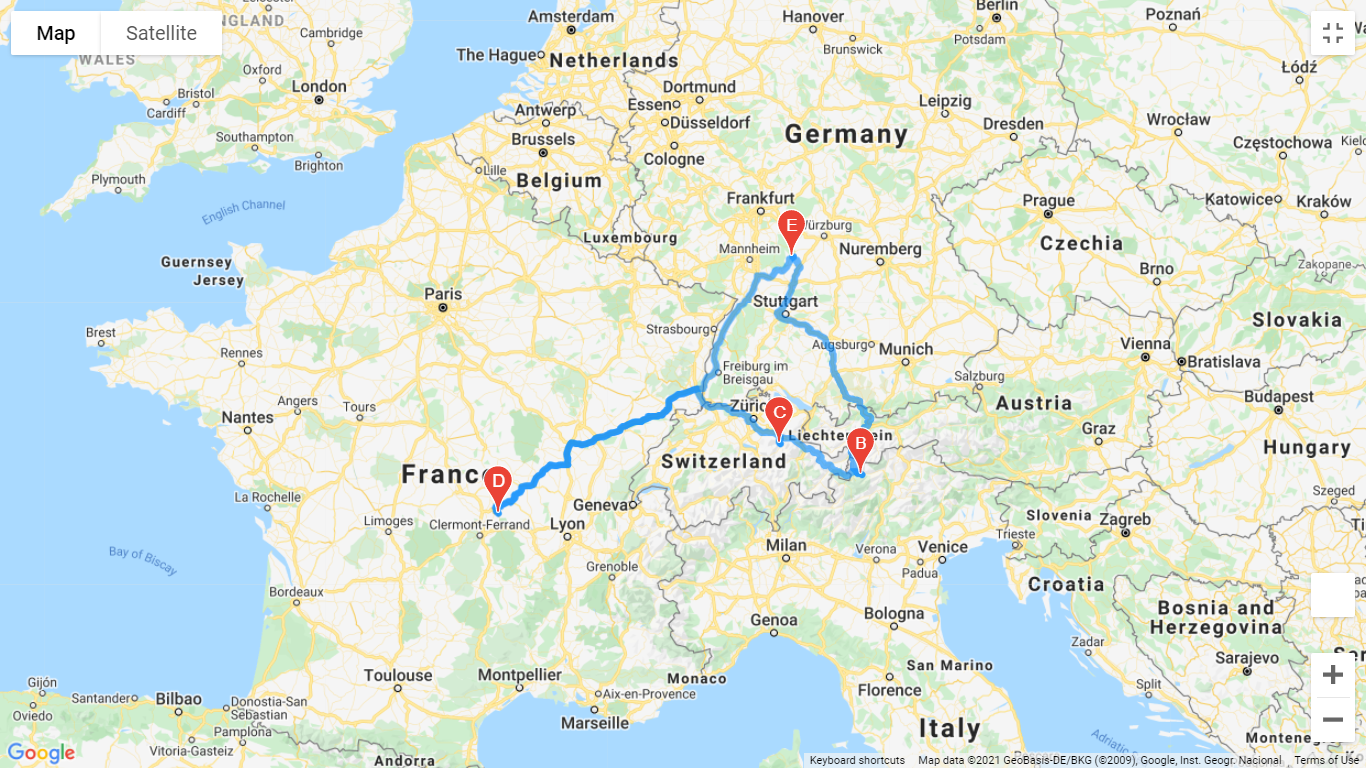 Map
Satellite
ENGLAND
Leicester
WALES
Cambridge
Oxford
London
Bristol
Cardiff
Southampton
Brighton
Plymouth
English Channel
Guernsey
Jersey
Amsterdam
The Hague
Netherlands
Antwerp
Brussels
Lille
Belgium
Luxembourg
Hanover
Brunswick
Berlin
Potsdam
Dortmund
Essen
Düsseldorf
Cologne
Germany
Leipzig
Dresden
Frankfurt
E
Würzburg
Mannheim
Nuremberg
Stuttgart
Strasbourg
Augsburg
Munich
Freiburg im
Breisgau
Poznań
Łódź
Wrocław
Częstochowa
Katowice
Kraków
Prague
Czechia
Brno
Zakopane
Slovakia
Vienna
Bratislava
Salzburg
Budapest
Austria
Graz
Hungary
Paris
Brest
Rennes
Angers
Tours
Nantes
France
D
La Rochelle
Limoges
Clermont-Ferrand
Lyon
Geneva
Zürich
C
Liechtenstein
B
Switzerland
Bay of Biscay
Grenoble
Bordeaux
Milan
Verona
Venice
Padua
Trieste
Slovenia
Zagreb
Szeged
Croatia
Bosnia and
Herzegovina
Genoa
Bologna
Zadar
Sarajevo
San Marino
Split
Monaco
Florence
Toulouse
Montpellier
Aix-en-Provence
Marseille
Italy
Gijón
Oviedo
Santander
Bilbao
Donostia-San
Sebastian
Pamplona
Vitoria-Gasteiz
Andorra
Google
Keyboard shortcuts
Map data ©2021 GeoBasis-DE/BKG (©2009), Google, Inst. Geogr. Nacional
Terms of Use